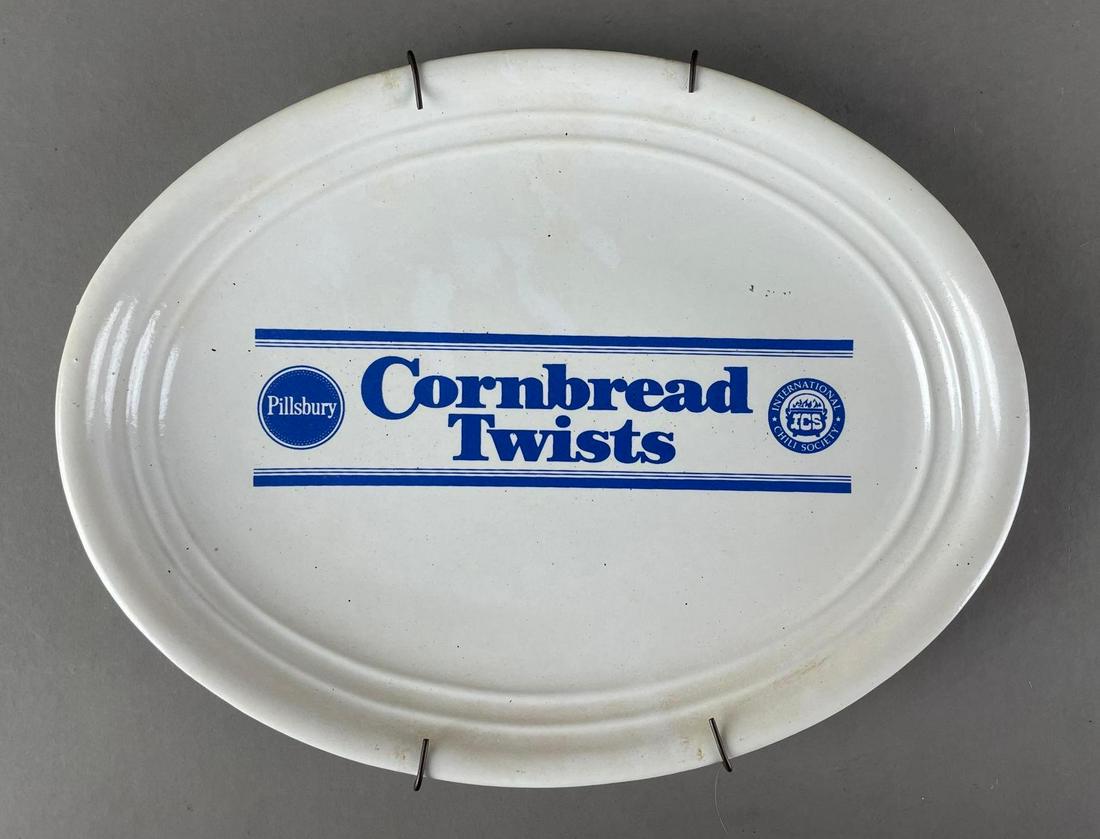 Pillsbury
Cornbread
Twists
INTERNATIONAL
ICS
CHILI SOCIETY